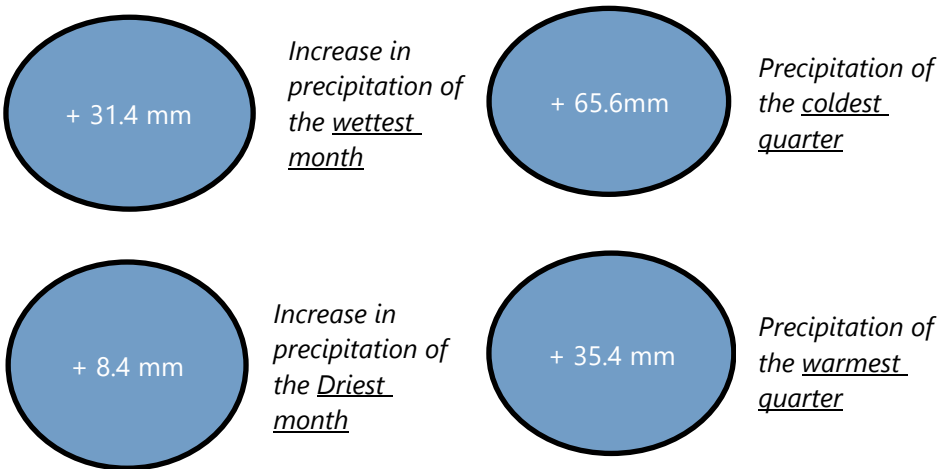 + 31.4 mm
Increase in
precipitation of
the wettest
month
+ 65.6mm
Precipitation of
the coldest
quarter
+ 8.4 mm
Increase in
precipitation of
the Driest
month
+ 35.4 mm
Precipitation of
the warmest
quarter